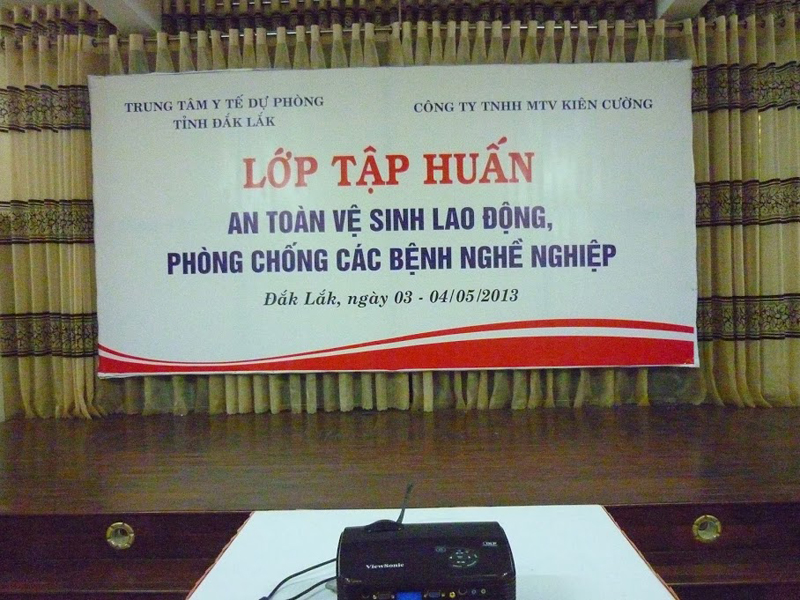 TRUNG TÂM Y TẾ DỰ PHÒNG
TỈNH ĐẮK LẮK
CÔNG TY TNHH MTV KIÊN CƯỜNG
LỚP TẬP HUẤN
AN TOÀN VỆ SINH LAO ĐỘNG,
PHÒNG CHỐNG CÁC BỆNH NGHỀ NGHIỆP
Đắk Lắk, ngày 03 - 04/05/2013
ViewSonic